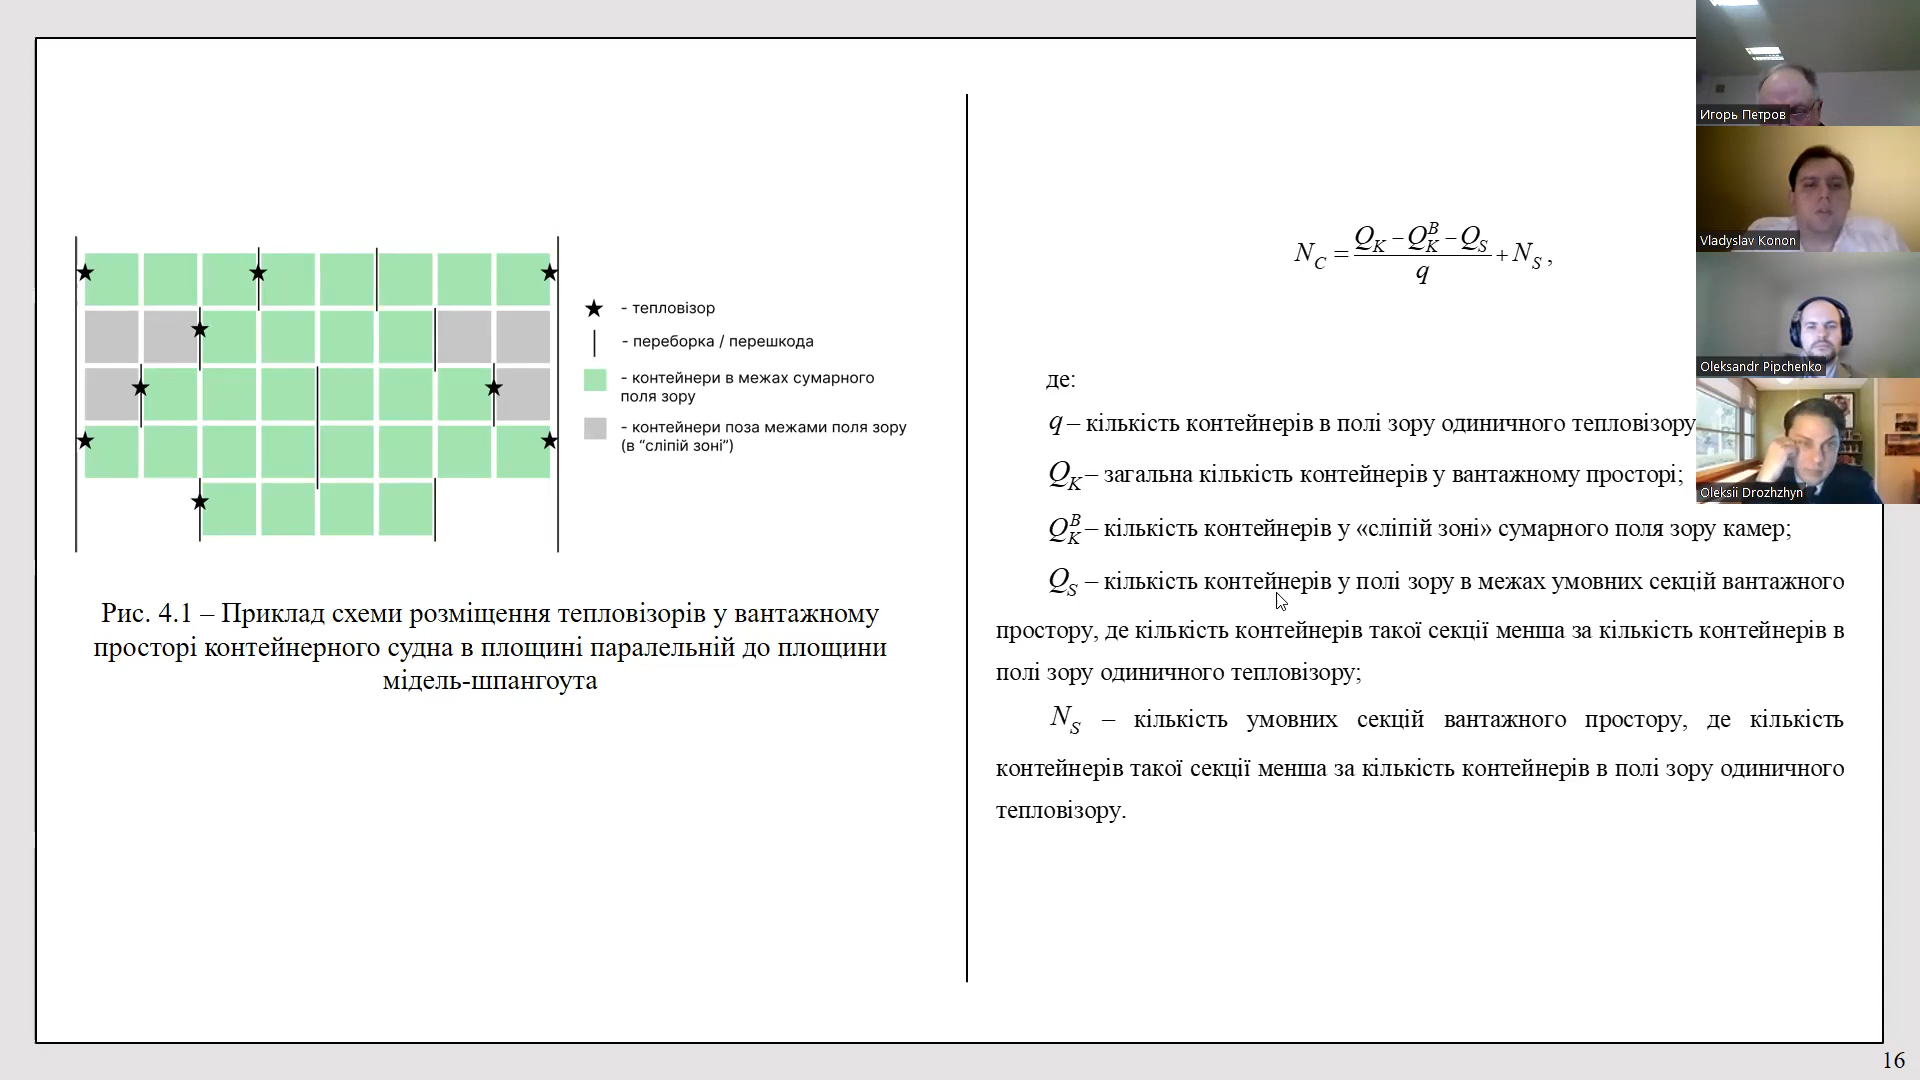 - тепловізор
- переборка / перешкода
- контейнери в межах сумарного
поля зору
- контейнери поза межами поля зору
(в “сліпій зоні”)
Рис. 4.1 – Приклад схеми розміщення тепловізорів у вантажному
просторі контейнерного судна в площині паралельній до площини
мідель-шпангоута
N_C = (Q_K − Q_K^B − Q_S) / q + N_S ,
де:
q – кількість контейнерів в полі зору одиничного тепловізору
Q_K – загальна кількість контейнерів у вантажному просторі;
Q_K^B – кількість контейнерів у «сліпій зоні» сумарного поля зору камер;
Q_S – кількість контейнерів у полі зору в межах умовних секцій вантажного
простору, де кількість контейнерів такої секції менша за кількість контейнерів в
полі зору одиничного тепловізору;
N_S – кількість умовних секцій вантажного простору, де кількість
контейнерів такої секції менша за кількість контейнерів в полі зору одиничного
тепловізору.
Игорь Петров
Vladyslav Konon
Oleksandr Pipchenko
Oleksii Drozhzhyn
16